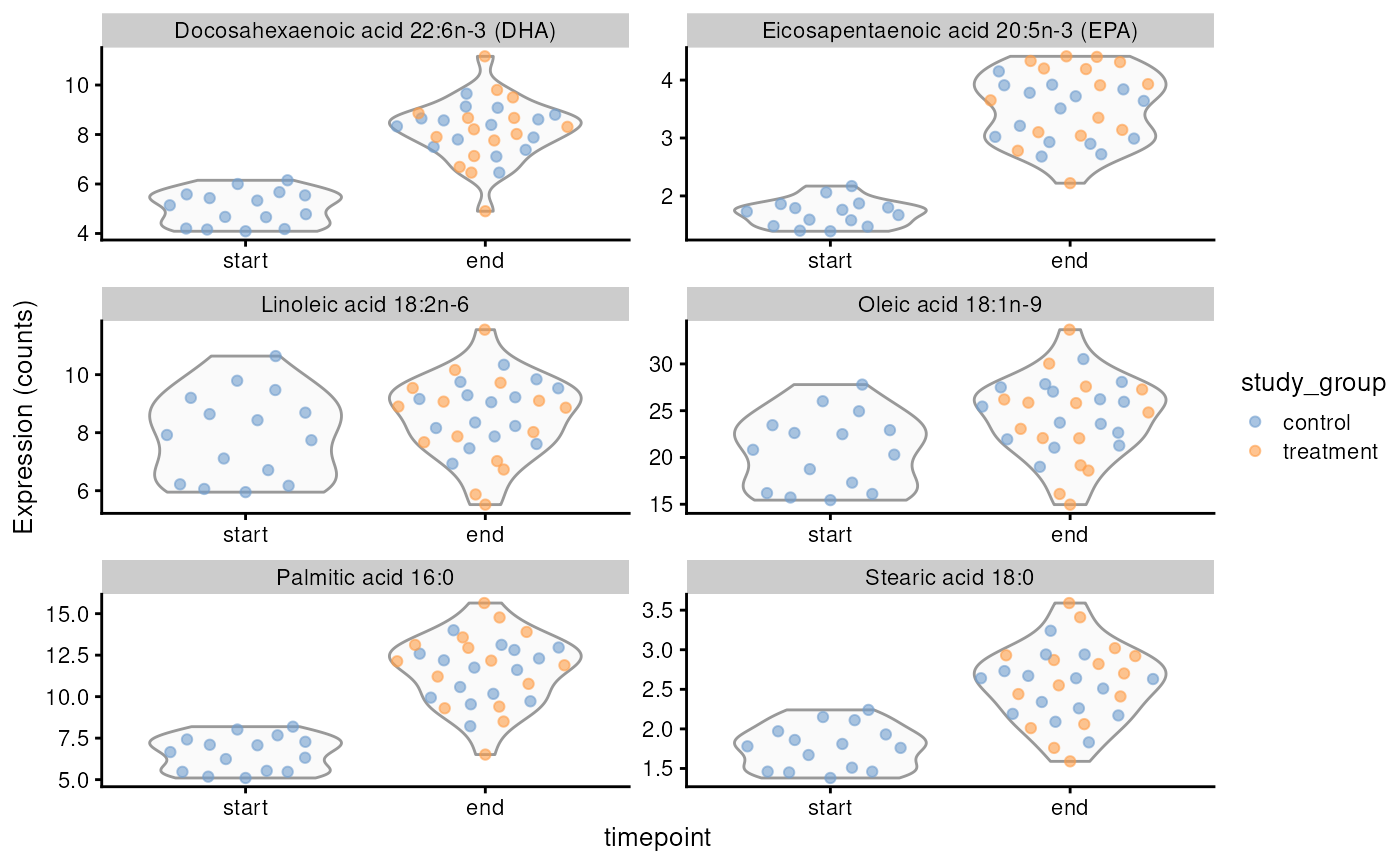 Docosahexaenoic acid 22:6n-3 (DHA)
Eicosapentaenoic acid 20:5n-3 (EPA)
10
8
6
4
start
end
4
3
2
start
end
Linoleic acid 18:2n-6
Oleic acid 18:1n-9
Expression (counts)
10
8
6
start
end
30
25
20
15
start
end
study_group
control
treatment
Palmitic acid 16:0
Stearic acid 18:0
15.0
12.5
10.0
7.5
5.0
start
end
3.5
3.0
2.5
2.0
1.5
start
end
timepoint